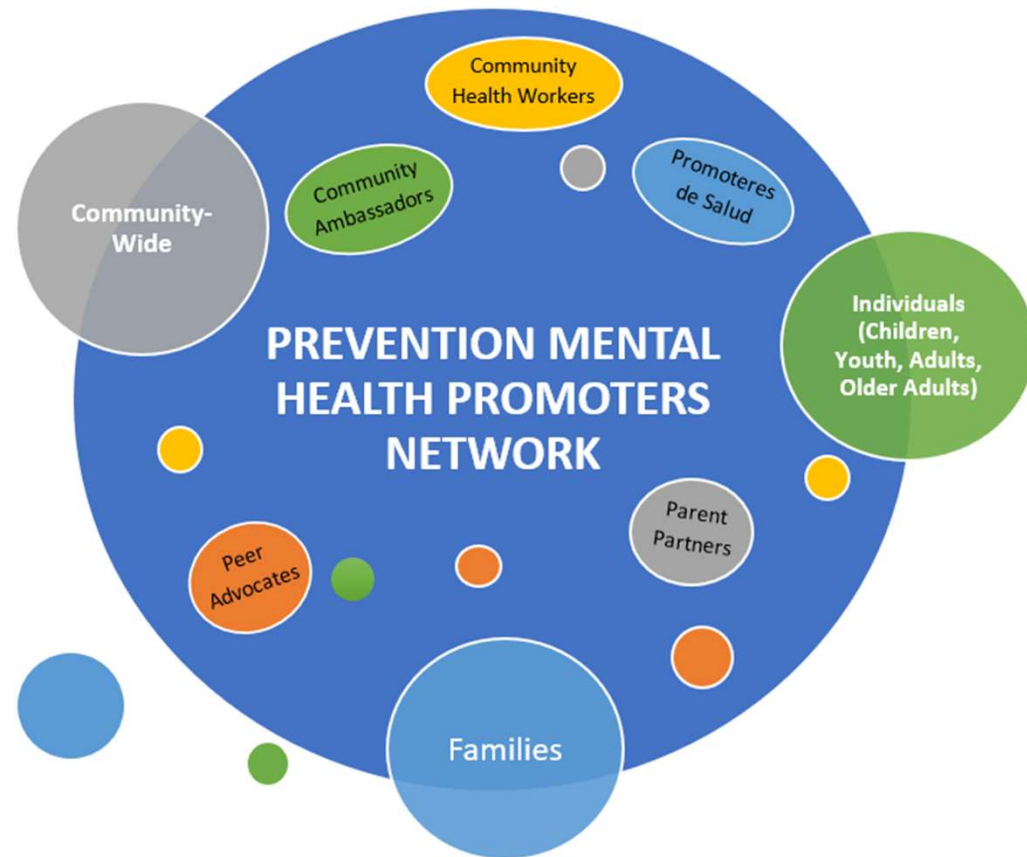 Community
Health Workers
Community
Ambassadors
Promoteres
de Salud
Community-
Wide
Individuals
(Children,
Youth, Adults,
Older Adults)
PREVENTION MENTAL
HEALTH PROMOTERS
NETWORK
Parent
Partners
Peer
Advocates
Families